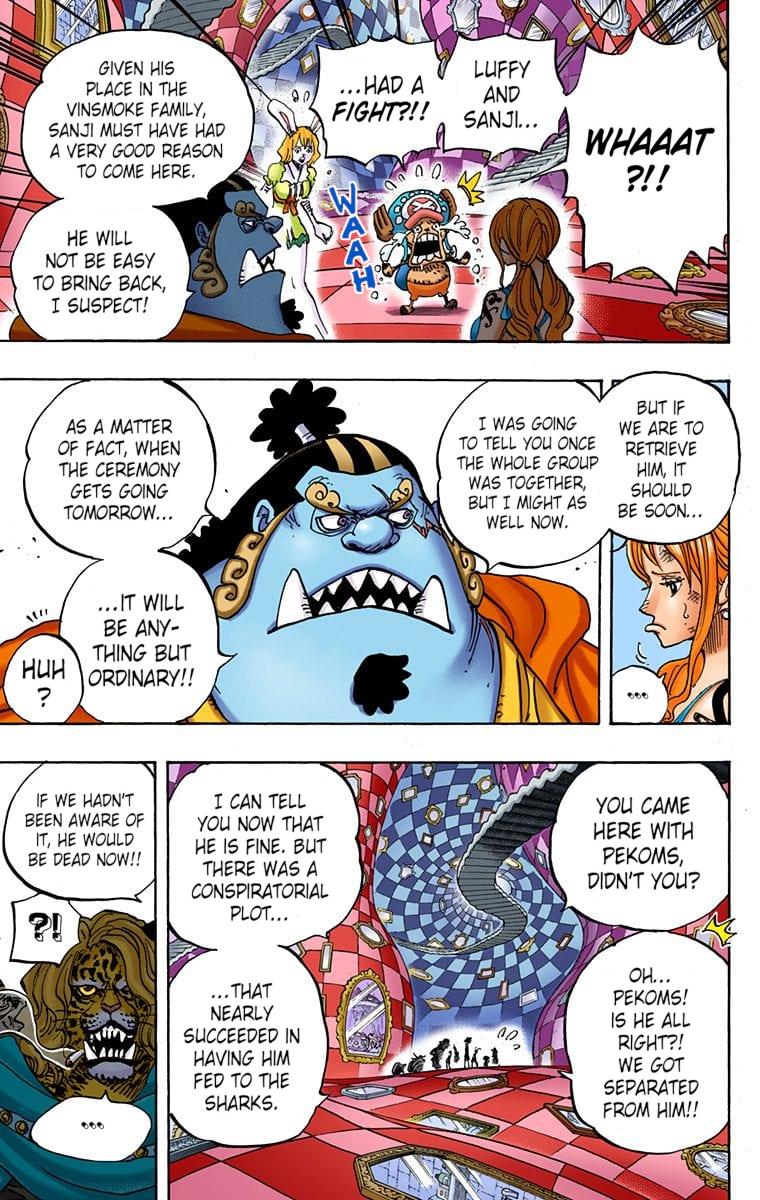 WHAAAT
?!!
LUFFY
AND
SANJI...
...HAD A
FIGHT?!!
WAAH
GIVEN HIS
PLACE IN THE
VINSMOKE FAMILY,
SANJI MUST HAVE HAD
A VERY GOOD REASON
TO COME HERE.
HE WILL
NOT BE EASY
TO BRING BACK,
I SUSPECT!
BUT IF
WE ARE TO
RETRIEVE
HIM, IT
SHOULD
BE SOON...
...
I WAS GOING
TO TELL YOU ONCE
THE WHOLE GROUP
WAS TOGETHER,
BUT I MIGHT AS
WELL NOW.
AS A MATTER
OF FACT, WHEN
THE CEREMONY
GETS GOING
TOMORROW...
...IT WILL
BE ANY-
THING BUT
ORDINARY!!
HUH
?
YOU CAME
HERE WITH
PEKOMS,
DIDN'T YOU?
OH...
PEKOMS!
IS HE ALL
RIGHT?!
WE GOT
SEPARATED
FROM HIM!!
I CAN TELL
YOU NOW THAT
HE IS FINE. BUT
THERE WAS A
CONSPIRATORIAL
PLOT...
...THAT
NEARLY
SUCCEEDED IN
HAVING HIM
FED TO THE
SHARKS.
IF WE HADN'T
BEEN AWARE OF
IT, HE WOULD
BE DEAD NOW!!
?!
...